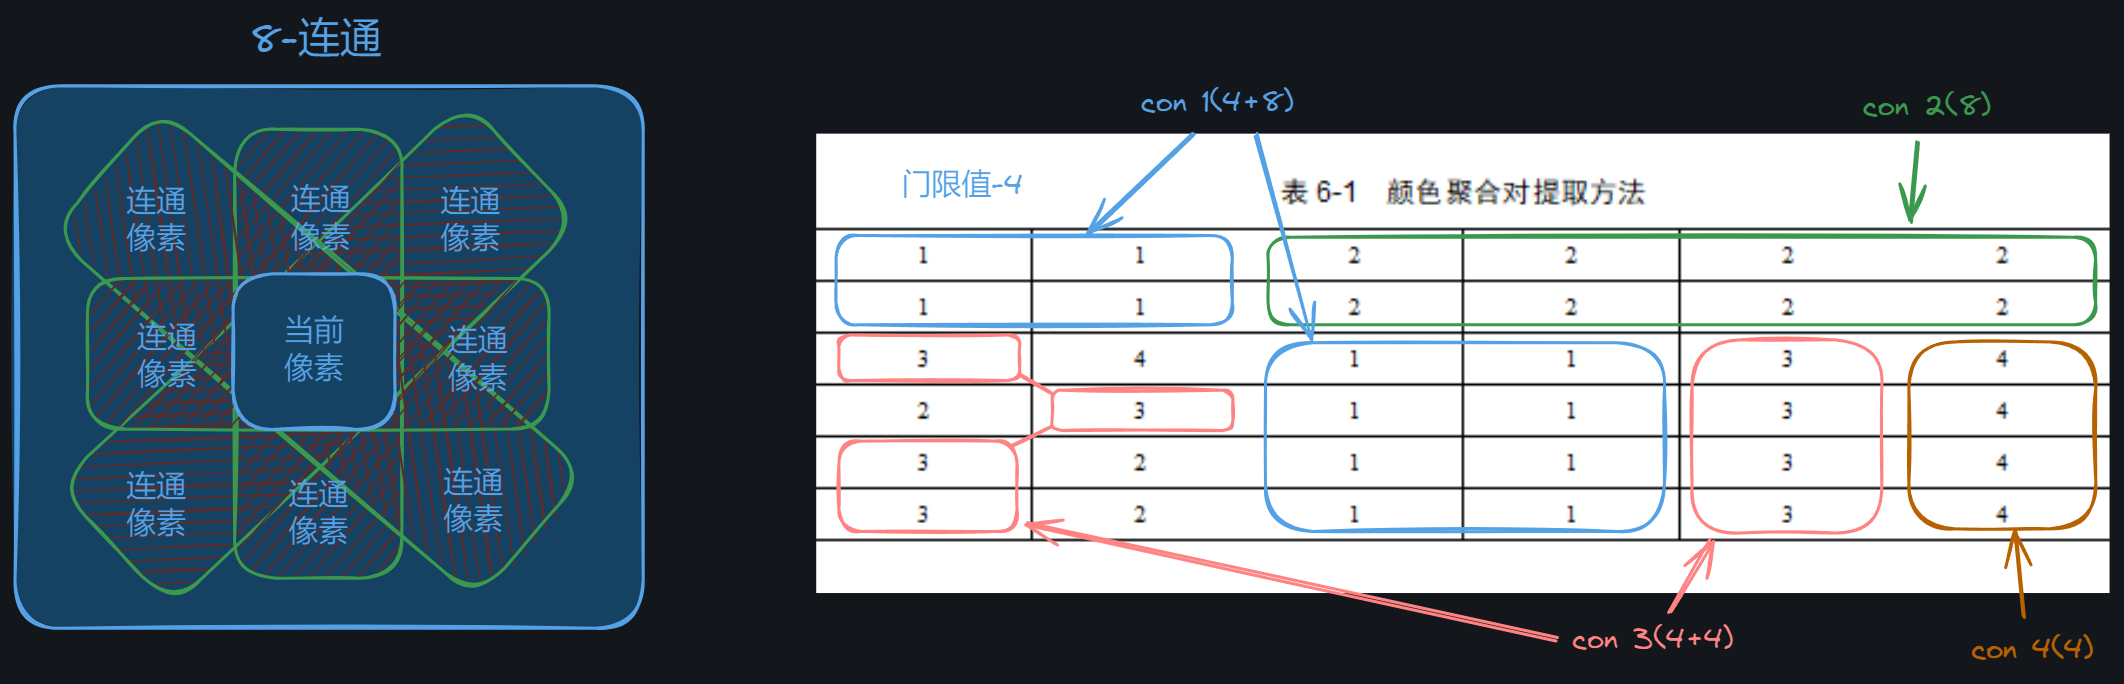 8-连通
连通
像素
连通
像素
连通
像素
连通
像素
当前
像素
连通
像素
连通
像素
连通
像素
连通
像素
con 1(4+8)
con 2(8)
门限值-4
表 6-1 颜色聚合对提取方法
1 1 2 2 2 2
1 1 2 2 2 2
3 4 1 1 3 4
2 3 1 1 3 4
3 2 1 1 3 4
3 2 1 1 3 4
con 3(4+4)
con 4(4)